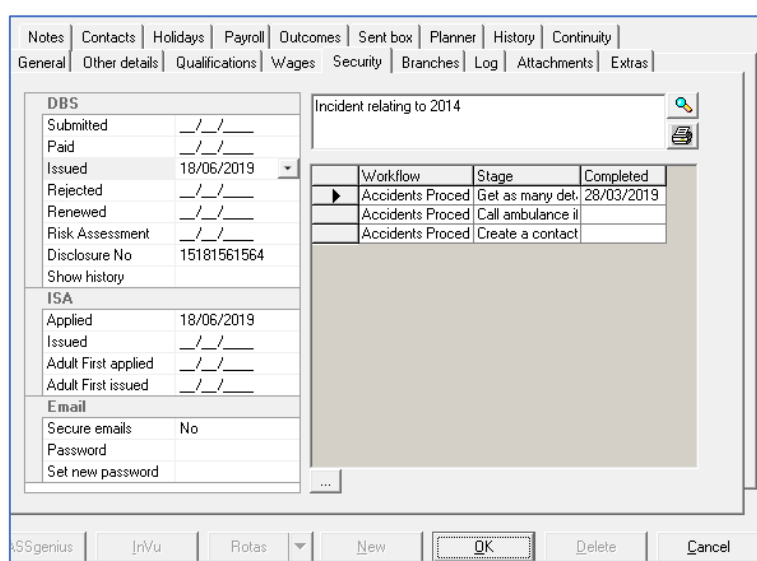 Notes Contacts Holidays Payroll Outcomes Sent box Planner History Continuity
General Other details Qualifications Wages Security Branches Log Attachments Extras
DBS
Submitted __/__/____
Paid __/__/____
Issued 18/06/2019
Rejected __/__/____
Renewed __/__/____
Risk Assessment __/__/____
Disclosure No 15181561564
Show history
ISA
Applied 18/06/2019
Issued __/__/____
Adult First applied __/__/____
Adult First issued __/__/____
Email
Secure emails No
Password
Set new password
Incident relating to 2014
Workflow Stage Completed
Accidents Proced Get as many det 28/03/2019
Accidents Proced Call ambulance
Accidents Proced Create a contact
...
ASSgenius InVu Rotas New OK Delete Cancel